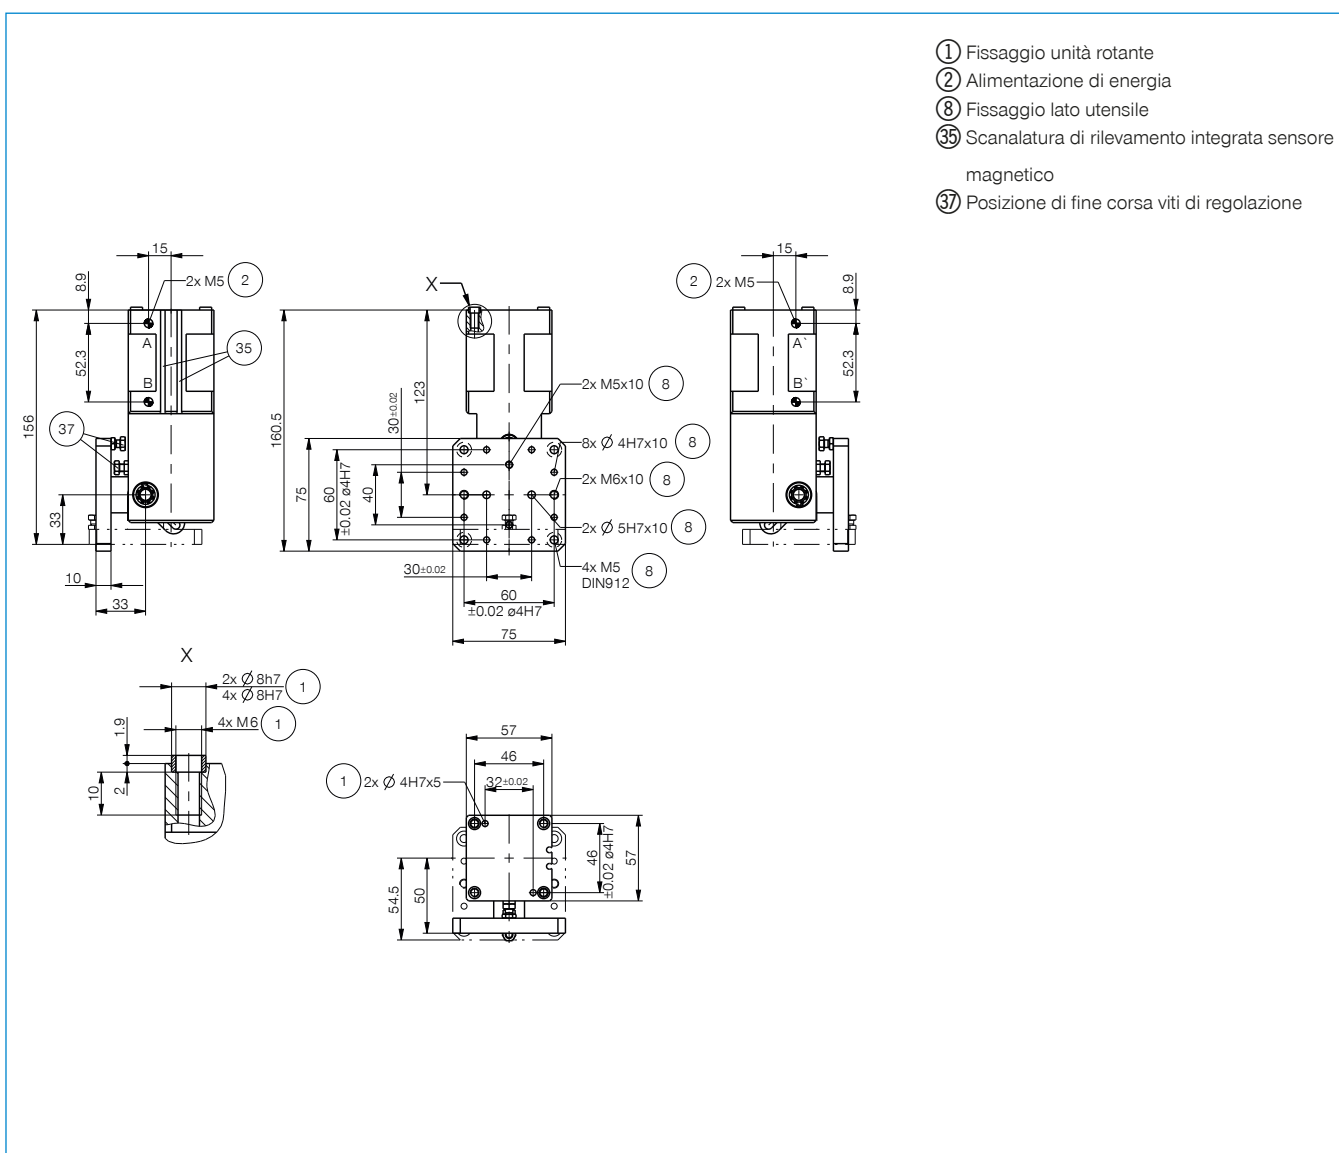 1 Fissaggio unità rotante
2 Alimentazione di energia
8 Fissaggio lato utensile
35 Scanalatura di rilevamento integrata sensore
magnetico
37 Posizione di fine corsa viti di regolazione
15
8.9
2x M5 2
A
35
52.3
B
156
37
33
10
33
X
160.5
123
30±0.02
2x M5x10 8
8x Ø 4H7x10 8
75
60
±0.02 ø4H7
40
2x M6x10 8
2x Ø 5H7x10 8
4x M5 8
DIN912
30±0.02
60
±0.02 ø4H7
75
15
2 2x M5
8.9
A`
52.3
B`
X
2x Ø 8h7
4x Ø 8H7
1
4x M6 1
1.9
10
2
57
46
1 2x Ø 4H7x5
32±0.02
46
±0.02 ø4H7
57
54.5
50